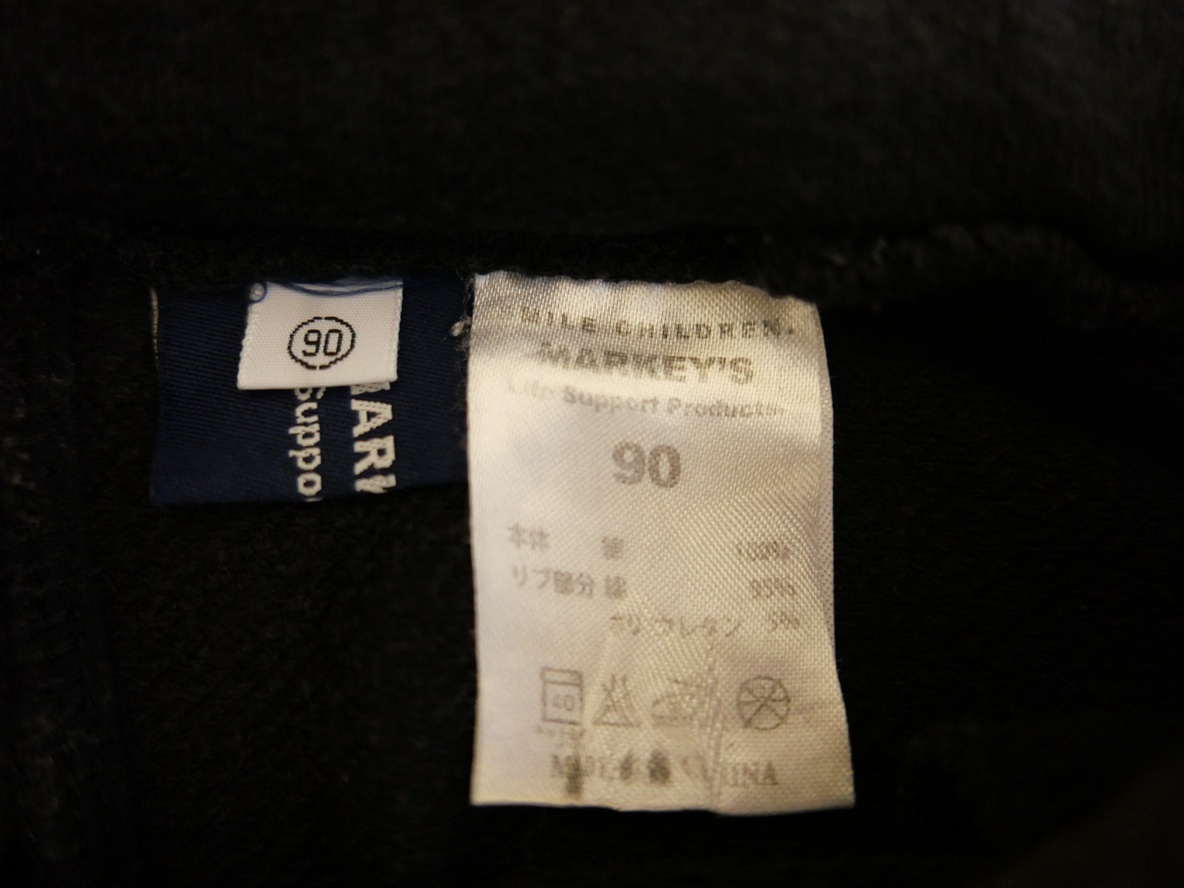 90
MARK
Suppo
SMILE CHILDREN.
MARKEY'S
Life Support Products.
90
本体 綿 100%
リブ部分 綿 95%
ポリウレタン 5%
40
MADE IN CHINA